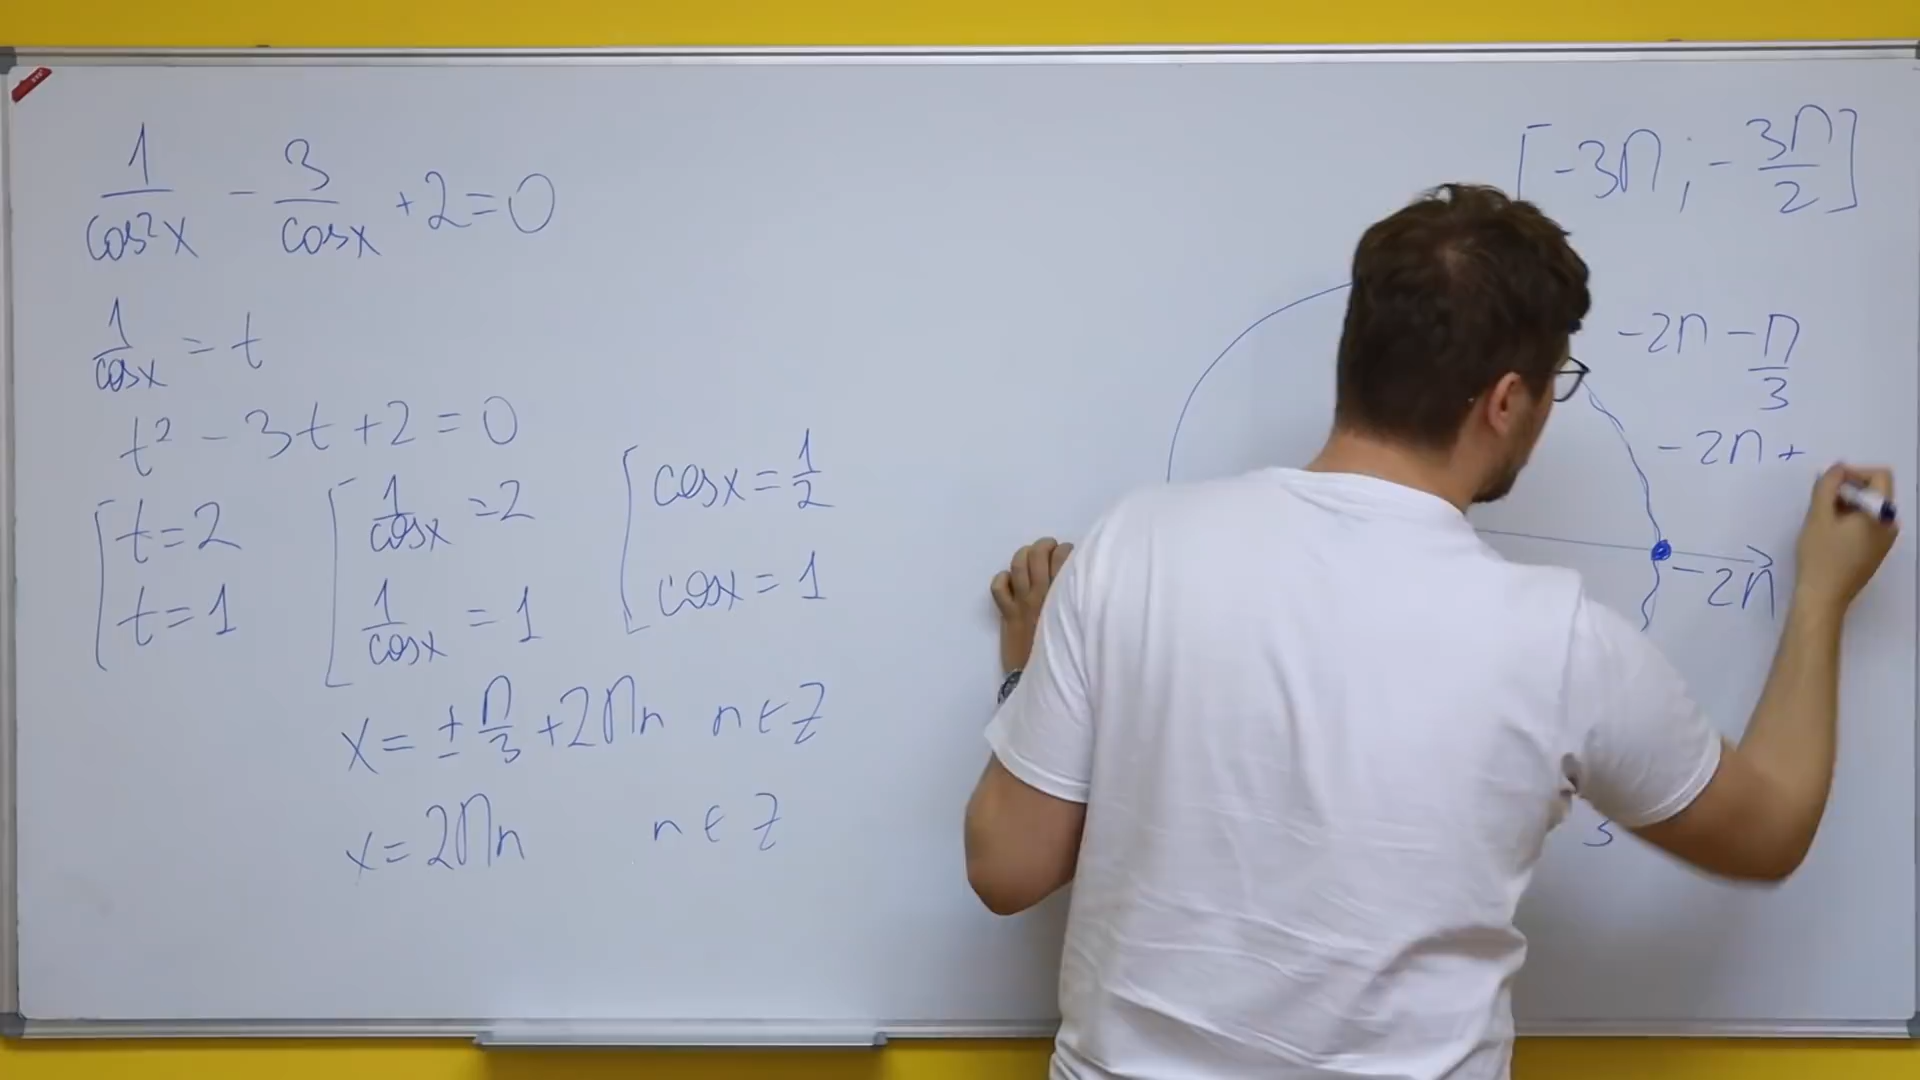 1/cos²x - 3/cosx + 2 = 0
1/cosx = t
t² - 3t + 2 = 0
[ t = 2
t = 1
[ 1/cosx = 2
1/cosx = 1
[ cosx = 1/2
cosx = 1
x = ± π/3 + 2πn n ∈ Z
x = 2πn n ∈ Z
[-3π; -3π/2]
-2π - π/3
-2π +
-2π
3